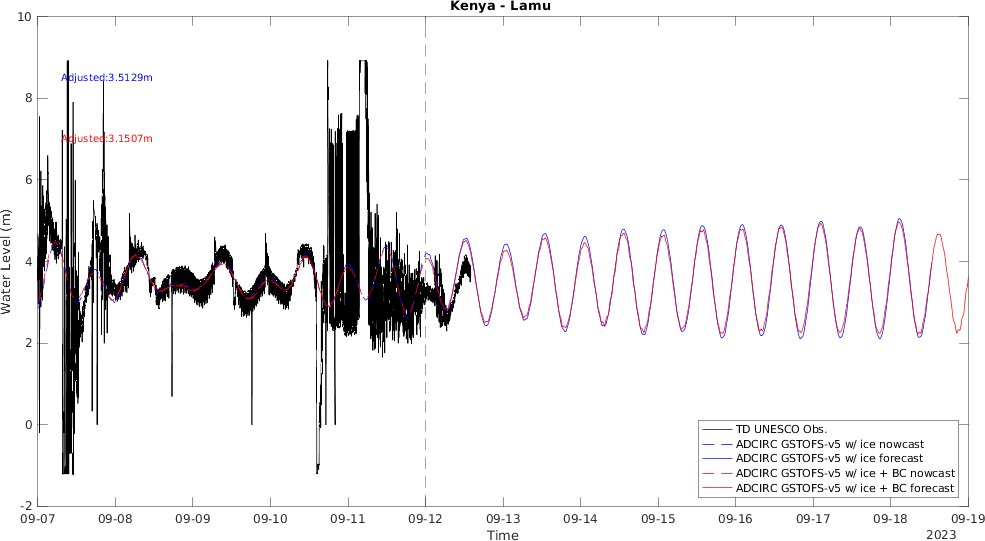 Kenya - Lamu
10
8
6
4
2
0
-2
Water Level (m)
Adjusted:3.5129m
Adjusted:3.1507m
TD UNESCO Obs.
ADCIRC GSTOFS-v5 w/ ice nowcast
ADCIRC GSTOFS-v5 w/ ice forecast
ADCIRC GSTOFS-v5 w/ ice + BC nowcast
ADCIRC GSTOFS-v5 w/ ice + BC forecast
09-07 09-08 09-09 09-10 09-11 09-12 09-13 09-14 09-15 09-16 09-17 09-18 09-19
Time
2023